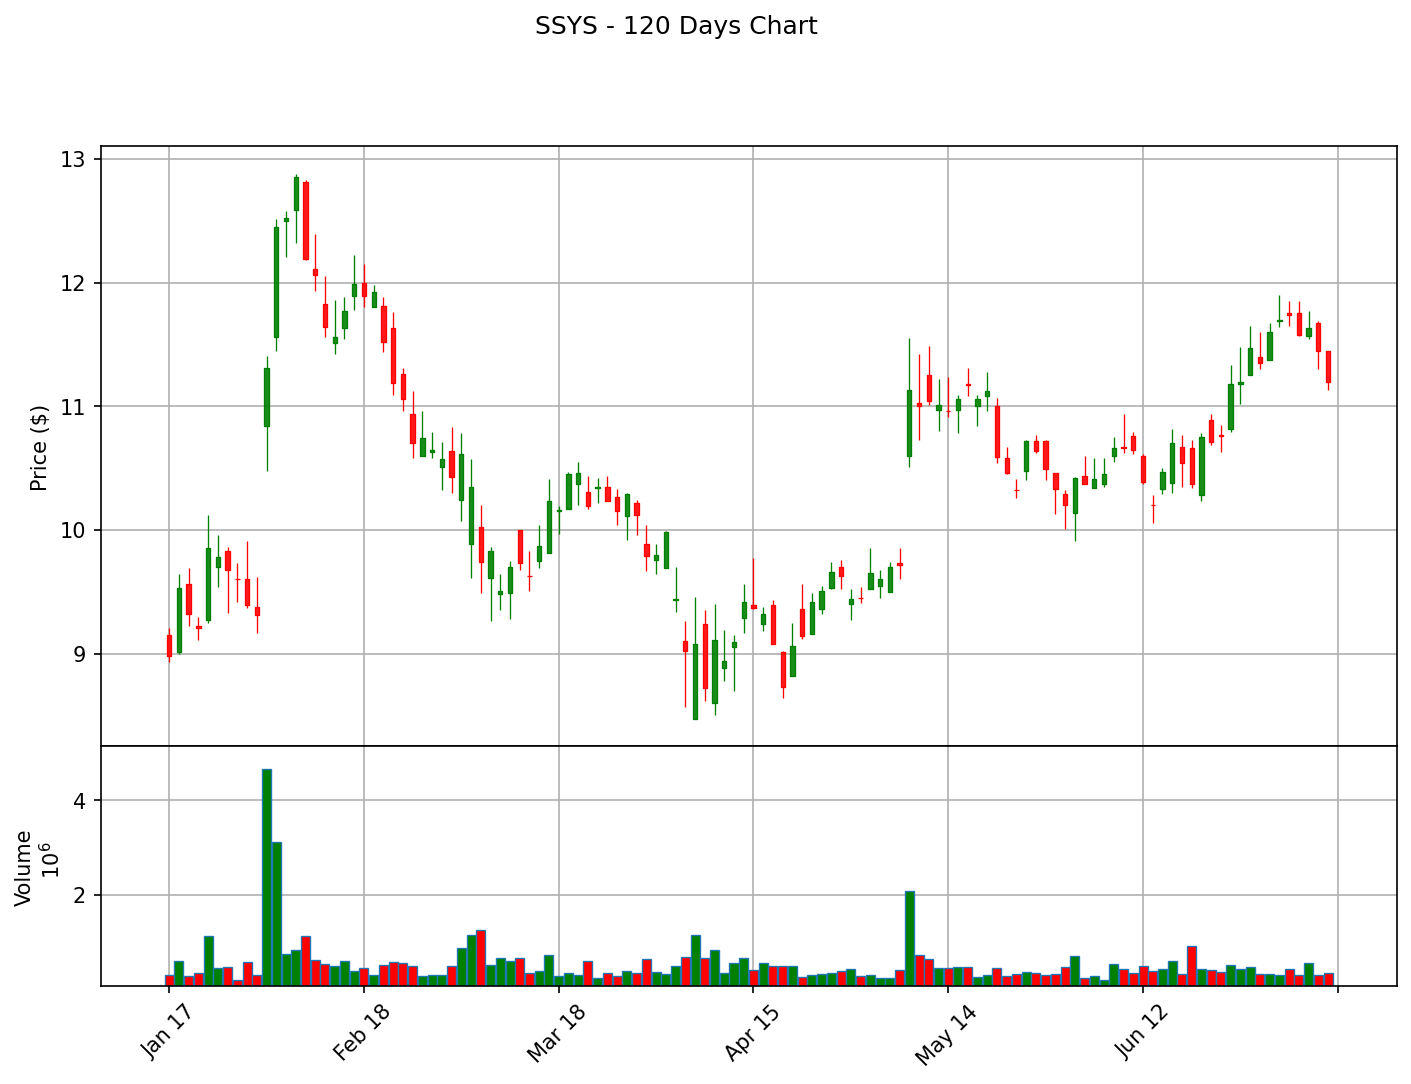 SSYS - 120 Days Chart
13
12
11
10
9
Price ($)
4
2
Volume
10⁶
Jan 17
Feb 18
Mar 18
Apr 15
May 14
Jun 12